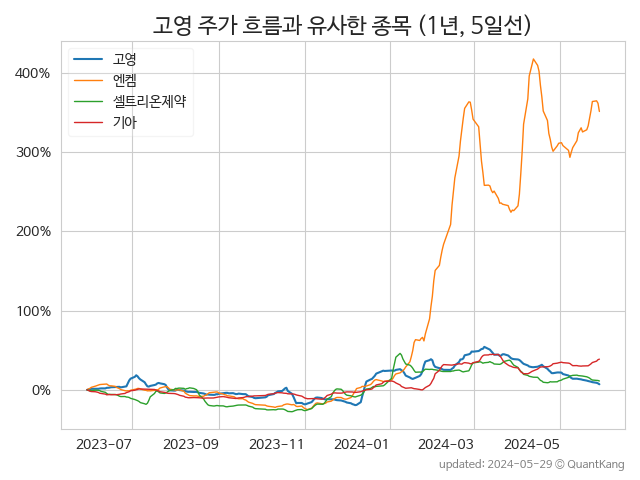 고영 주가 흐름과 유사한 종목 (1년, 5일선)
고영
엔켐
셀트리온제약
기아
400%
300%
200%
100%
0%
2023-07 2023-09 2023-11 2024-01 2024-03 2024-05
updated: 2024-05-29 © QuantKang